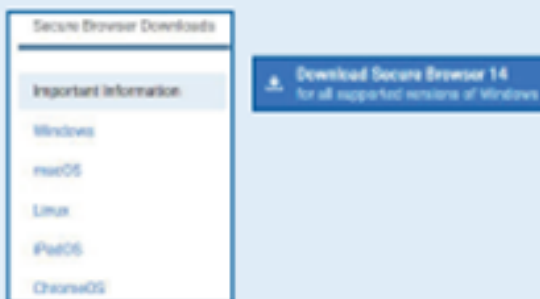 Secure Browser Downloads
Important Information
Windows
macOS
Linux
iPadOS
ChromeOS
Download Secure Browser 14
for all supported versions of Windows